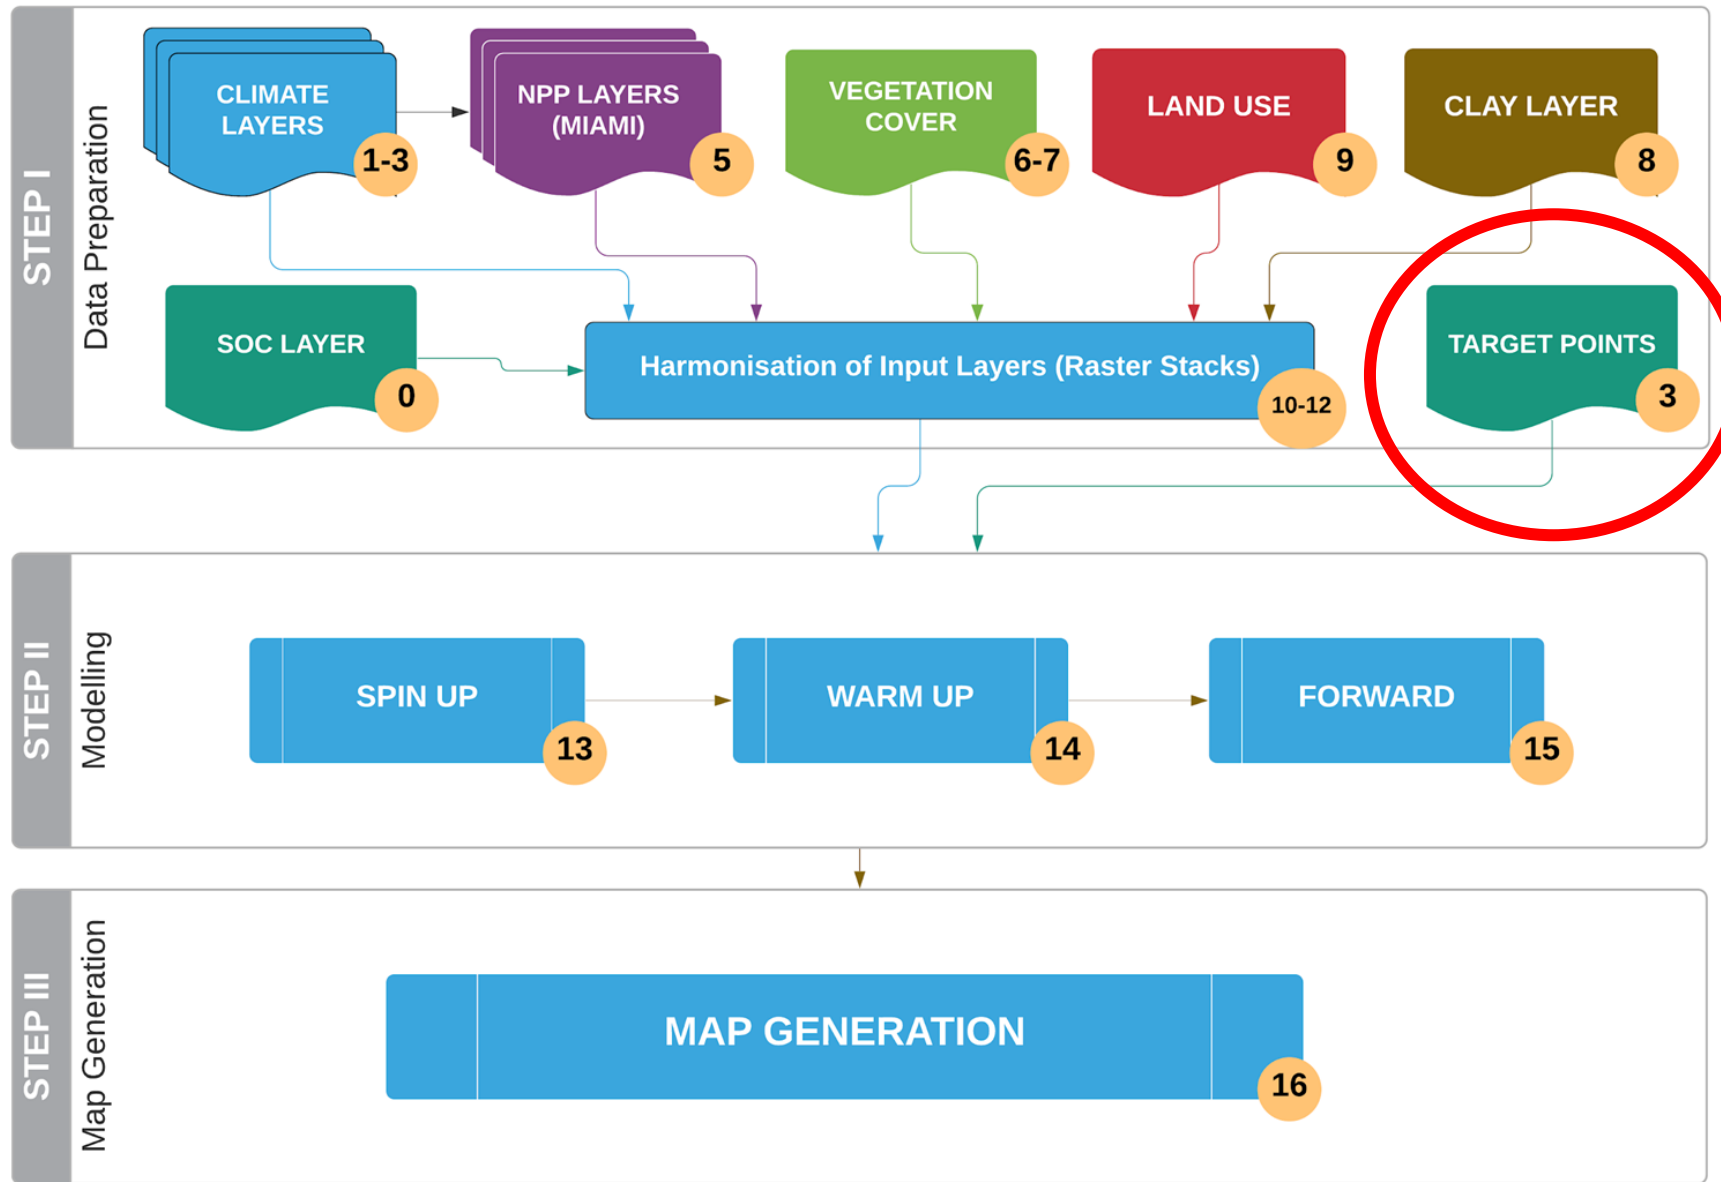 STEP I
Data Preparation
CLIMATE
LAYERS
1-3
NPP LAYERS
(MIAMI)
5
VEGETATION
COVER
6-7
LAND USE
9
CLAY LAYER
8
SOC LAYER
0
Harmonisation of Input Layers (Raster Stacks)
10-12
TARGET POINTS
3
STEP II
Modelling
SPIN UP
13
WARM UP
14
FORWARD
15
STEP III
Map Generation
MAP GENERATION
16